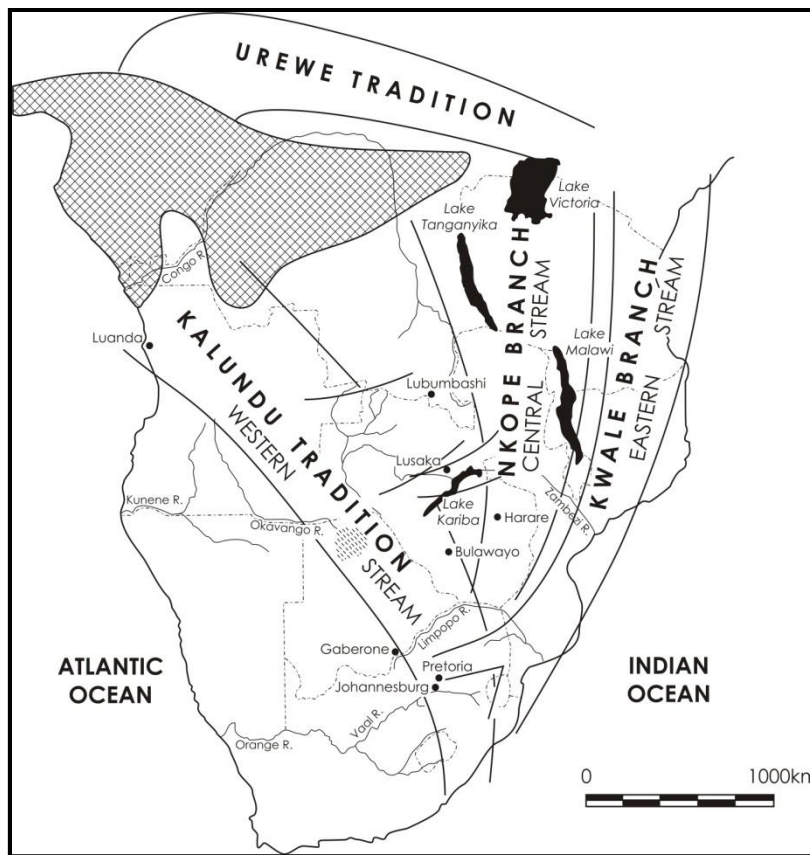 UREWE TRADITION
Lake
Victoria
Lake
Tanganyika
Congo R.
NKOPE BRANCH
CENTRAL STREAM
KWALE BRANCH
EASTERN STREAM
Luanda
KALUNDU TRADITION
WESTERN STREAM
Lake
Malawi
Lubumbashi
Lusaka
Lake
Kariba
Harare
Zambezi R.
Kunene R.
Okavango R.
Bulawayo
Limpopo R.
Gaberone
Pretoria
Johannesburg
ATLANTIC
OCEAN
INDIAN
OCEAN
Vaal R.
Orange R.
0 1000km